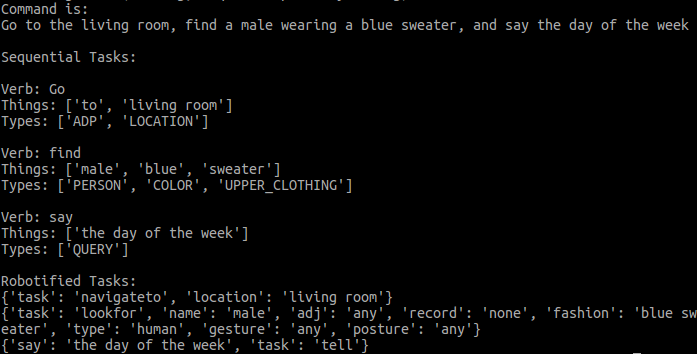 Command is:
Go to the living room, find a male wearing a blue sweater, and say the day of the week
Sequential Tasks:
Verb: Go
Things: ['to', 'living room']
Types: ['ADP', 'LOCATION']
Verb: find
Things: ['male', 'blue', 'sweater']
Types: ['PERSON', 'COLOR', 'UPPER_CLOTHING']
Verb: say
Things: ['the day of the week']
Types: ['QUERY']
Robotified Tasks:
{'task': 'navigateto', 'location': 'living room'}
{'task': 'lookfor', 'name': 'male', 'adj': 'any', 'record': 'none', 'fashion': 'blue sw
eater', 'type': 'human', 'gesture': 'any', 'posture': 'any'}
{'say': 'the day of the week', 'task': 'tell'}